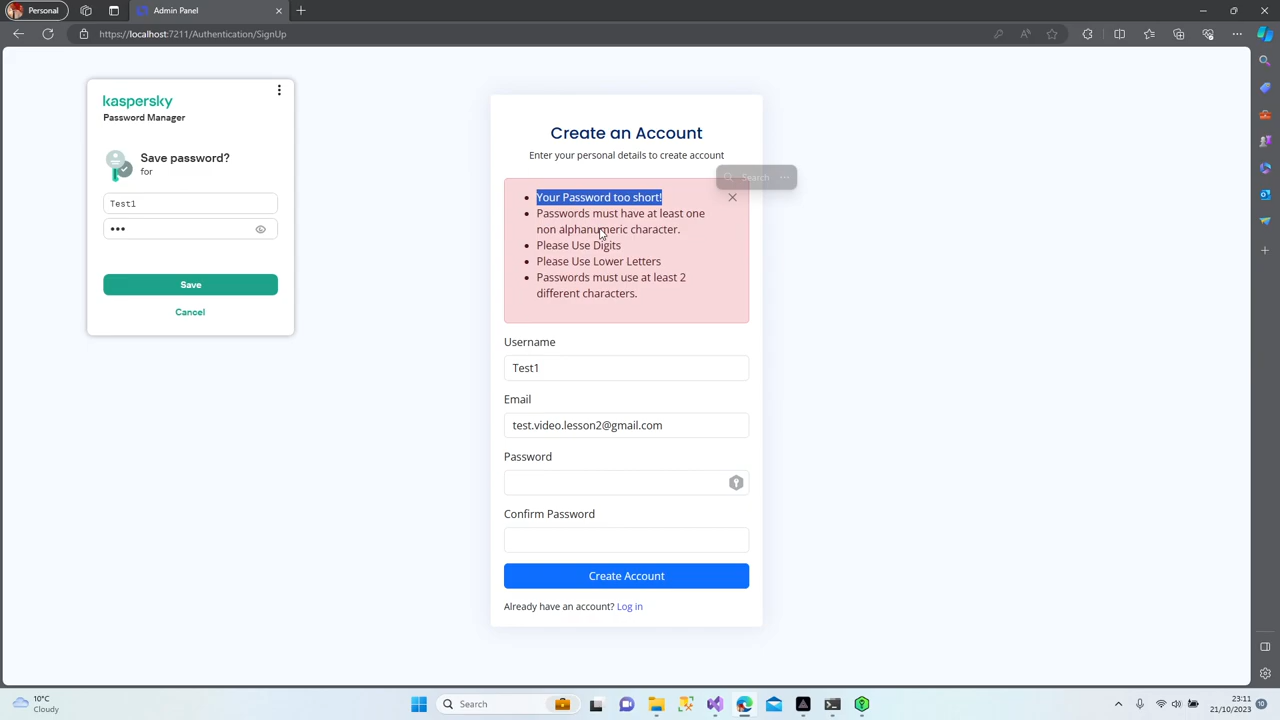 Personal
Admin Panel
https://localhost:7211/Authentication/SignUp
kaspersky
Password Manager
Save password?
for
Test1
•••
Save
Cancel
Create an Account
Enter your personal details to create account
Search
Your Password too short!
Passwords must have at least one
non alphanumeric character.
Please Use Digits
Please Use Lower Letters
Passwords must use at least 2
different characters.
Username
Test1
Email
test.video.lesson2@gmail.com
Password
Confirm Password
Create Account
Already have an account? Log in
10°C
Cloudy
Search
23:11
21/10/2023